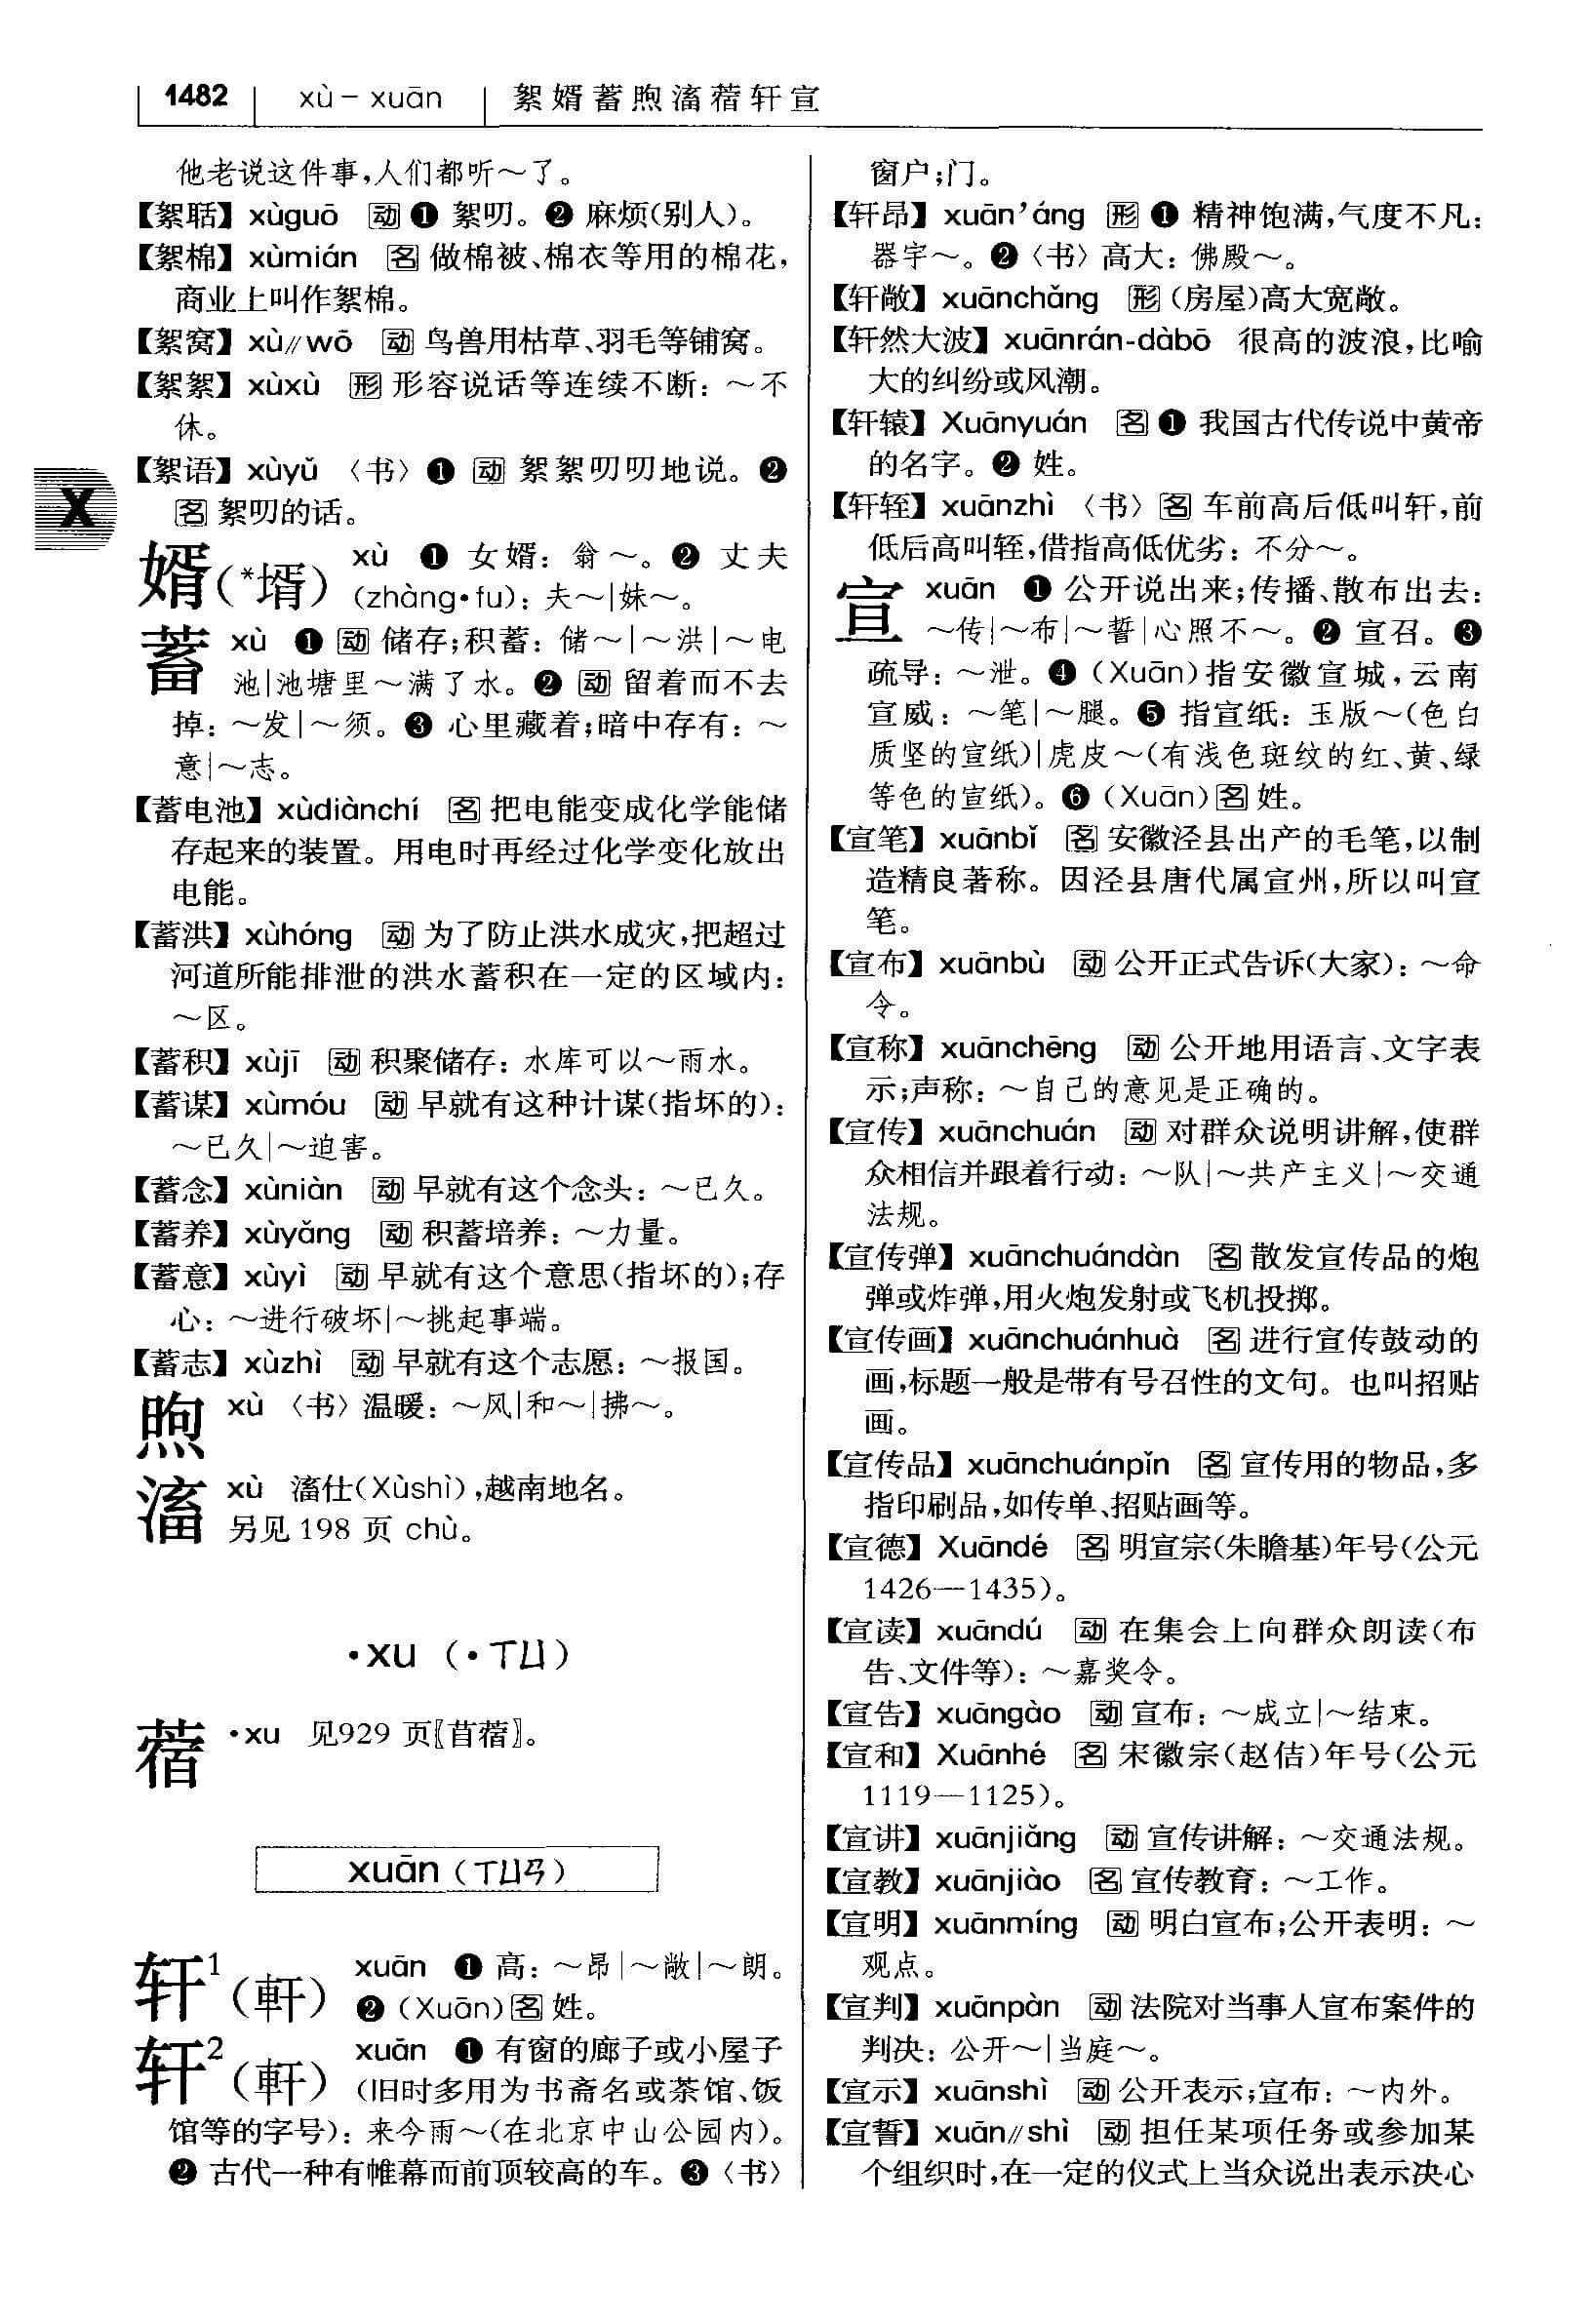 1482 xù – xuān 絮婿蓄煦滀蓿轩宣
他老说这件事,人们都听～了。
【絮聒】 xùguō 动 ❶ 絮叨。❷ 麻烦(别人)。
【絮棉】 xùmián 名 做棉被、棉衣等用的棉花,
商业上叫作絮棉。
【絮窝】 xù//wō 动 鸟兽用枯草、羽毛等铺窝。
【絮絮】 xùxù 形 形容说话等连续不断：～不
休。
【絮语】 xùyǔ 〈书〉❶ 动 絮絮叨叨地说。❷
名 絮叨的话。
X
婿(*壻) xù ❶ 女婿：翁～。❷ 丈夫
(zhàng•fu)：夫～|妹～。
蓄 xù ❶ 动 储存;积蓄：储～|～洪|～电
池|池塘里～满了水。❷ 动 留着而不去
掉：～发|～须。❸ 心里藏着;暗中存有：～
意|～志。
【蓄电池】 xùdiànchí 名 把电能变成化学能储
存起来的装置。用电时再经过化学变化放出
电能。
【蓄洪】 xùhóng 动 为了防止洪水成灾,把超过
河道所能排泄的洪水蓄积在一定的区域内：
～区。
【蓄积】 xùjī 动 积聚储存：水库可以～雨水。
【蓄谋】 xùmóu 动 早就有这种计谋(指坏的)：
～已久|～迫害。
【蓄念】 xùniàn 动 早就有这个念头：～已久。
【蓄养】 xùyǎng 动 积蓄培养：～力量。
【蓄意】 xùyì 动 早就有这个意思(指坏的);存
心：～进行破坏|～挑起事端。
【蓄志】 xùzhì 动 早就有这个志愿：～报国。
煦 xù 〈书〉温暖：～风|和～|拂～。
滀 xù 滀仕(Xùshì),越南地名。
另见 198 页 chù。
•xu (•ㄒㄩ)
蓿 •xu 见929 页〖苜蓿〗。
xuān (ㄒㄩㄢ)
轩¹(軒) xuān ❶ 高：～昂|～敞|～朗。
❷ (Xuān) 名 姓。
轩²(軒) xuān ❶ 有窗的廊子或小屋子
(旧时多用为书斋名或茶馆、饭
馆等的字号)：来今雨～(在北京中山公园内)。
❷ 古代一种有帷幕而前顶较高的车。❸〈书〉
窗户;门。
【轩昂】 xuān’áng 形 ❶ 精神饱满,气度不凡：
器宇～。❷〈书〉高大：佛殿～。
【轩敞】 xuānchǎng 形 (房屋)高大宽敞。
【轩然大波】 xuānrán-dàbō 很高的波浪,比喻
大的纠纷或风潮。
【轩辕】 Xuānyuán 名 ❶ 我国古代传说中黄帝
的名字。❷ 姓。
【轩轾】 xuānzhì 〈书〉名 车前高后低叫轩,前
低后高叫轾,借指高低优劣：不分～。
宣 xuān ❶ 公开说出来;传播、散布出去：
～传|～布|～誓|心照不～。❷ 宣召。❸
疏导：～泄。❹ (Xuān)指安徽宣城,云南
宣威：～笔|～腿。❺ 指宣纸：玉版～(色白
质坚的宣纸)|虎皮～(有浅色斑纹的红、黄、绿
等色的宣纸)。❻ (Xuān) 名 姓。
【宣笔】 xuānbǐ 名 安徽泾县出产的毛笔,以制
造精良著称。因泾县唐代属宣州,所以叫宣
笔。
【宣布】 xuānbù 动 公开正式告诉(大家)：～命
令。
【宣称】 xuānchēng 动 公开地用语言、文字表
示;声称：～自己的意见是正确的。
【宣传】 xuānchuán 动 对群众说明讲解,使群
众相信并跟着行动：～队|～共产主义|～交通
法规。
【宣传弹】 xuānchuándàn 名 散发宣传品的炮
弹或炸弹,用火炮发射或飞机投掷。
【宣传画】 xuānchuánhuà 名 进行宣传鼓动的
画,标题一般是带有号召性的文句。也叫招贴
画。
【宣传品】 xuānchuánpǐn 名 宣传用的物品,多
指印刷品,如传单、招贴画等。
【宣德】 Xuāndé 名 明宣宗(朱瞻基)年号(公元
1426—1435)。
【宣读】 xuāndú 动 在集会上向群众朗读(布
告、文件等)：～嘉奖令。
【宣告】 xuāngào 动 宣布：～成立|～结束。
【宣和】 Xuānhé 名 宋徽宗(赵佶)年号(公元
1119—1125)。
【宣讲】 xuānjiǎng 动 宣传讲解：～交通法规。
【宣教】 xuānjiào 名 宣传教育：～工作。
【宣明】 xuānmíng 动 明白宣布;公开表明：～
观点。
【宣判】 xuānpàn 动 法院对当事人宣布案件的
判决：公开～|当庭～。
【宣示】 xuānshì 动 公开表示;宣布：～内外。
【宣誓】 xuān//shì 动 担任某项任务或参加某
个组织时,在一定的仪式上当众说出表示决心